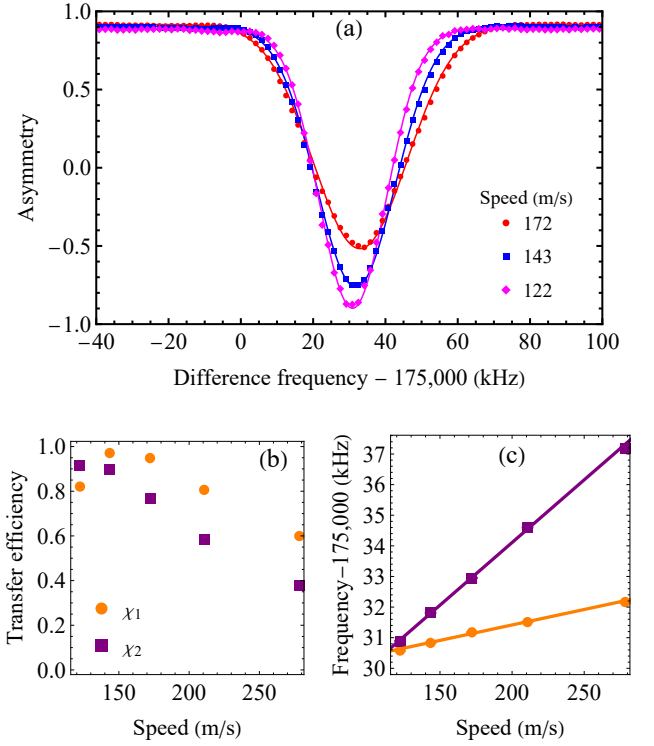 (a)
1.0
0.5
0.0
−0.5
−1.0
Asymmetry
Speed (m/s)
172
143
122
−40 −20 0 20 40 60 80 100
Difference frequency − 175,000 (kHz)
(b)
1.0
0.8
0.6
0.4
0.2
0.0
Transfer efficiency
χ1
χ2
150 200 250
Speed (m/s)
(c)
37
36
35
34
33
32
31
30
Frequency−175,000 (kHz)
150 200 250
Speed (m/s)